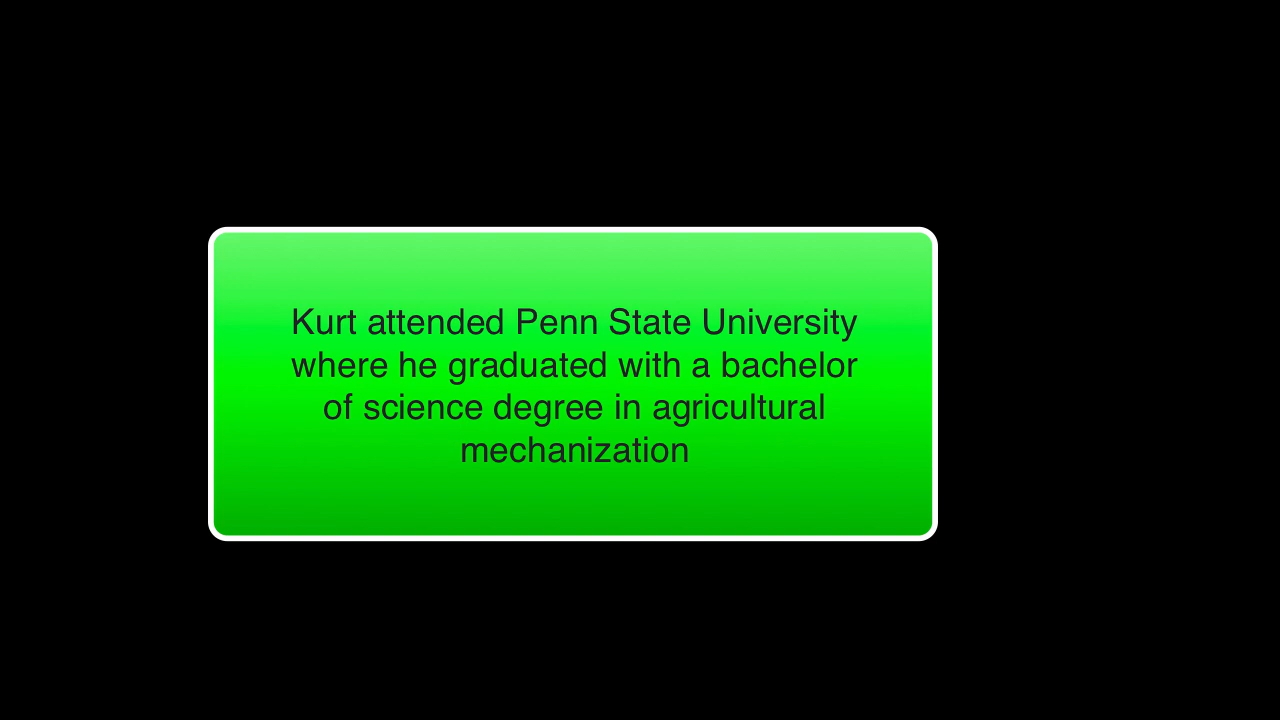 Kurt attended Penn State University
where he graduated with a bachelor
of science degree in agricultural
mechanization